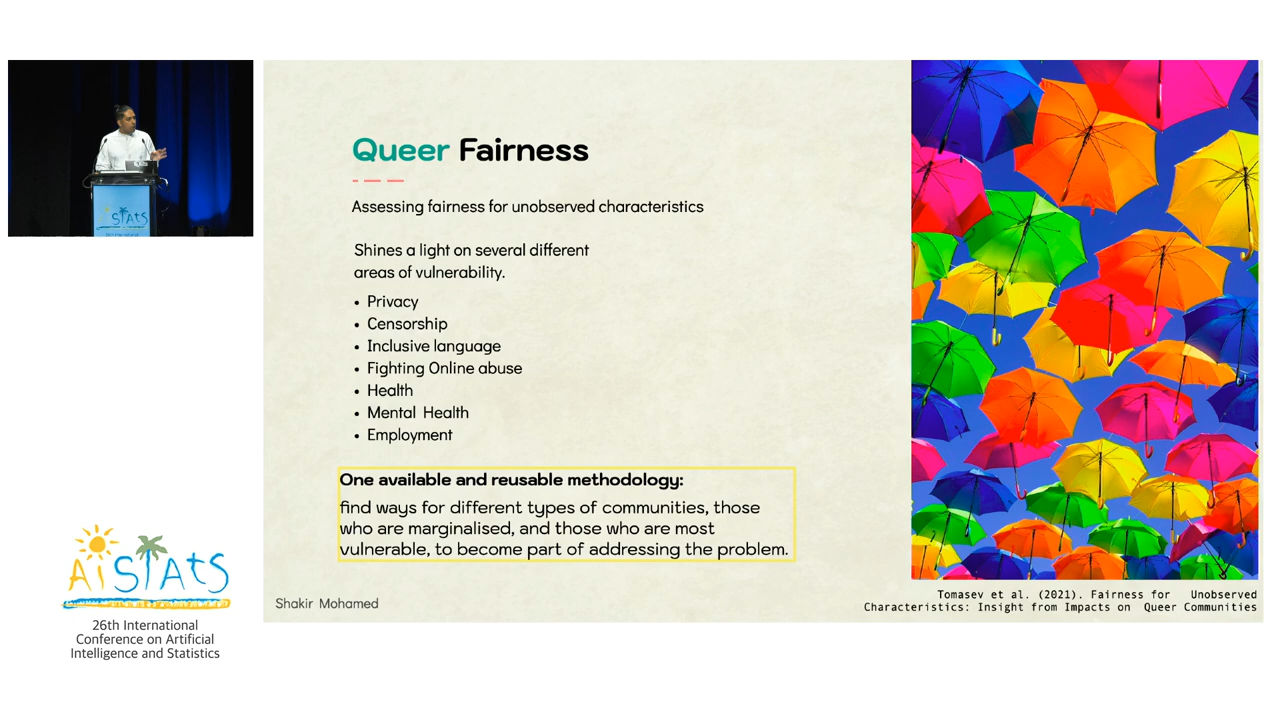 Queer Fairness
Assessing fairness for unobserved characteristics
Shines a light on several different
areas of vulnerability.
• Privacy
• Censorship
• Inclusive language
• Fighting Online abuse
• Health
• Mental Health
• Employment
One available and reusable methodology:
find ways for different types of communities, those
who are marginalised, and those who are most
vulnerable, to become part of addressing the problem.
Shakir Mohamed
Tomasev et al. (2021). Fairness for Unobserved
Characteristics: Insight from Impacts on Queer Communities
AiStAtS
AiStAtS
26th International
Conference on Artificial
Intelligence and Statistics